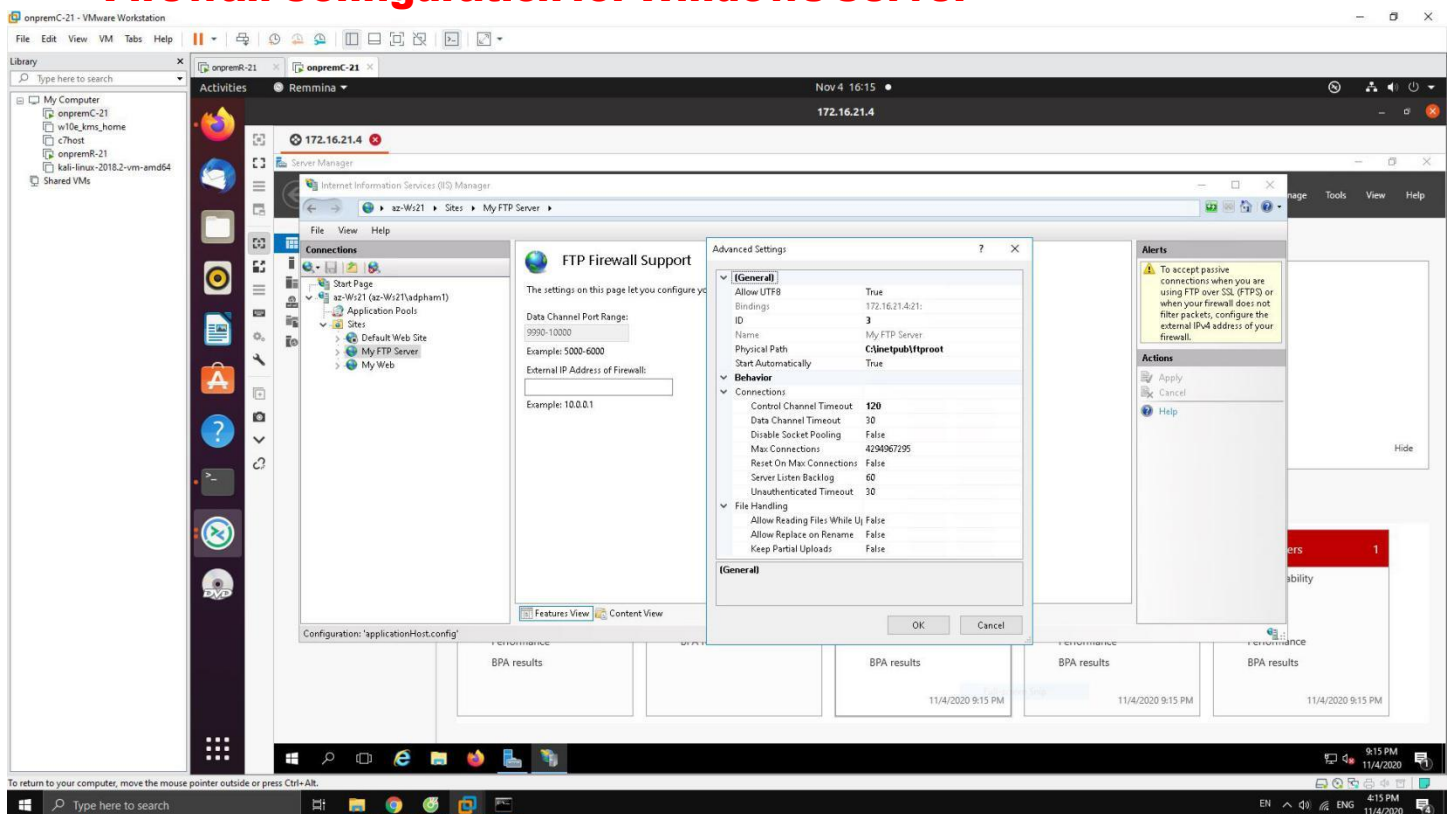 Firewall Configuration for Windows Server
onpremC-21 - VMware Workstation
File Edit View VM Tabs Help
Library
Type here to search
My Computer
onpremC-21
w10e_kms_home
c7host
onpremR-21
kali-linux-2018.2-vm-amd64
Shared VMs
onpremR-21
onpremC-21
Activities
Remmina
Nov 4 16:15
172.16.21.4
172.16.21.4
Server Manager
nage Tools View Help
Internet Information Services (IIS) Manager
az-Ws21 Sites My FTP Server
File View Help
Connections
Start Page
az-Ws21 (az-Ws21\adpham1)
Application Pools
Sites
Default Web Site
My FTP Server
My Web
FTP Firewall Support
The settings on this page let you configure yo
Data Channel Port Range:
9990-10000
Example: 5000-6000
External IP Address of Firewall:
Example: 10.0.0.1
Features View Content View
Configuration: 'applicationHost.config'
Advanced Settings
(General)
Allow UTF8 True
Bindings 172.16.21.4:21:
ID 3
Name My FTP Server
Physical Path C:\inetpub\ftproot
Start Automatically True
Behavior
Connections
Control Channel Timeout 120
Data Channel Timeout 30
Disable Socket Pooling False
Max Connections 4294967295
Reset On Max Connections False
Server Listen Backlog 60
Unauthenticated Timeout 30
File Handling
Allow Reading Files While Up False
Allow Replace on Rename False
Keep Partial Uploads False
(General)
OK Cancel
Alerts
To accept passive
connections when you are
using FTP over SSL (FTPS) or
when your firewall does not
filter packets, configure the
external IPv4 address of your
firewall.
Actions
Apply
Cancel
Help
Hide
ers 1
ability
BPA results
BPA results
BPA results
BPA results
11/4/2020 9:15 PM
11/4/2020 9:15 PM
11/4/2020 9:15 PM
9:15 PM
11/4/2020
To return to your computer, move the mouse pointer outside or press Ctrl+Alt.
Type here to search
EN
ENG
4:15 PM
11/4/2020